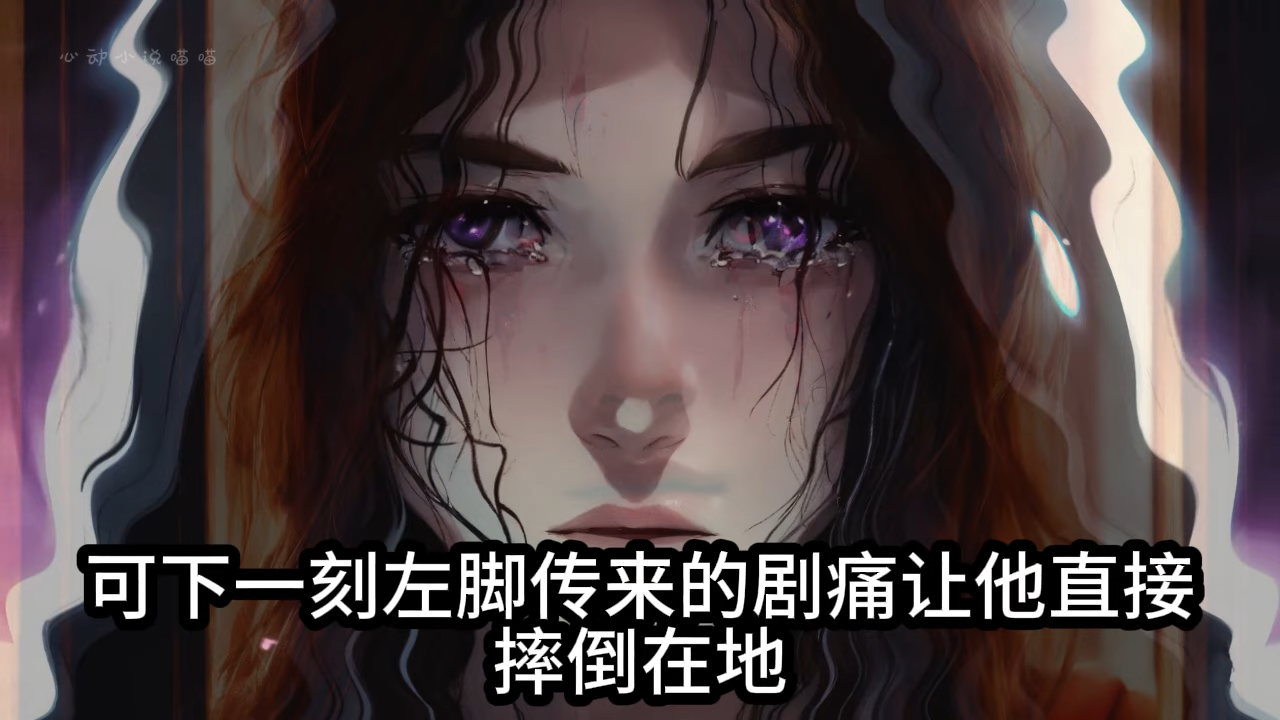 心动小说喵喵
可下一刻左脚传来的剧痛让他直接
摔倒在地